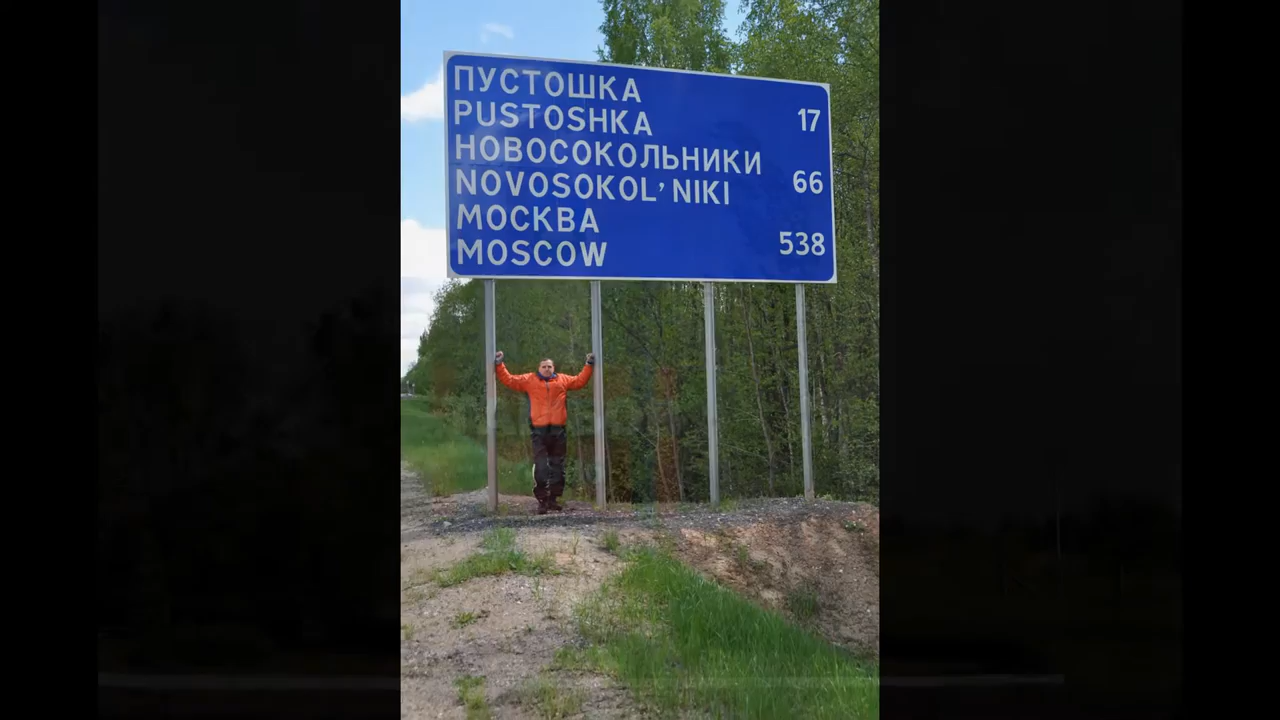 ПУСТОШКА
PUSTOSHKA 17
НОВОСОКОЛЬНИКИ
NOVOSOKOL'NIKI 66
МОСКВА
MOSCOW 538